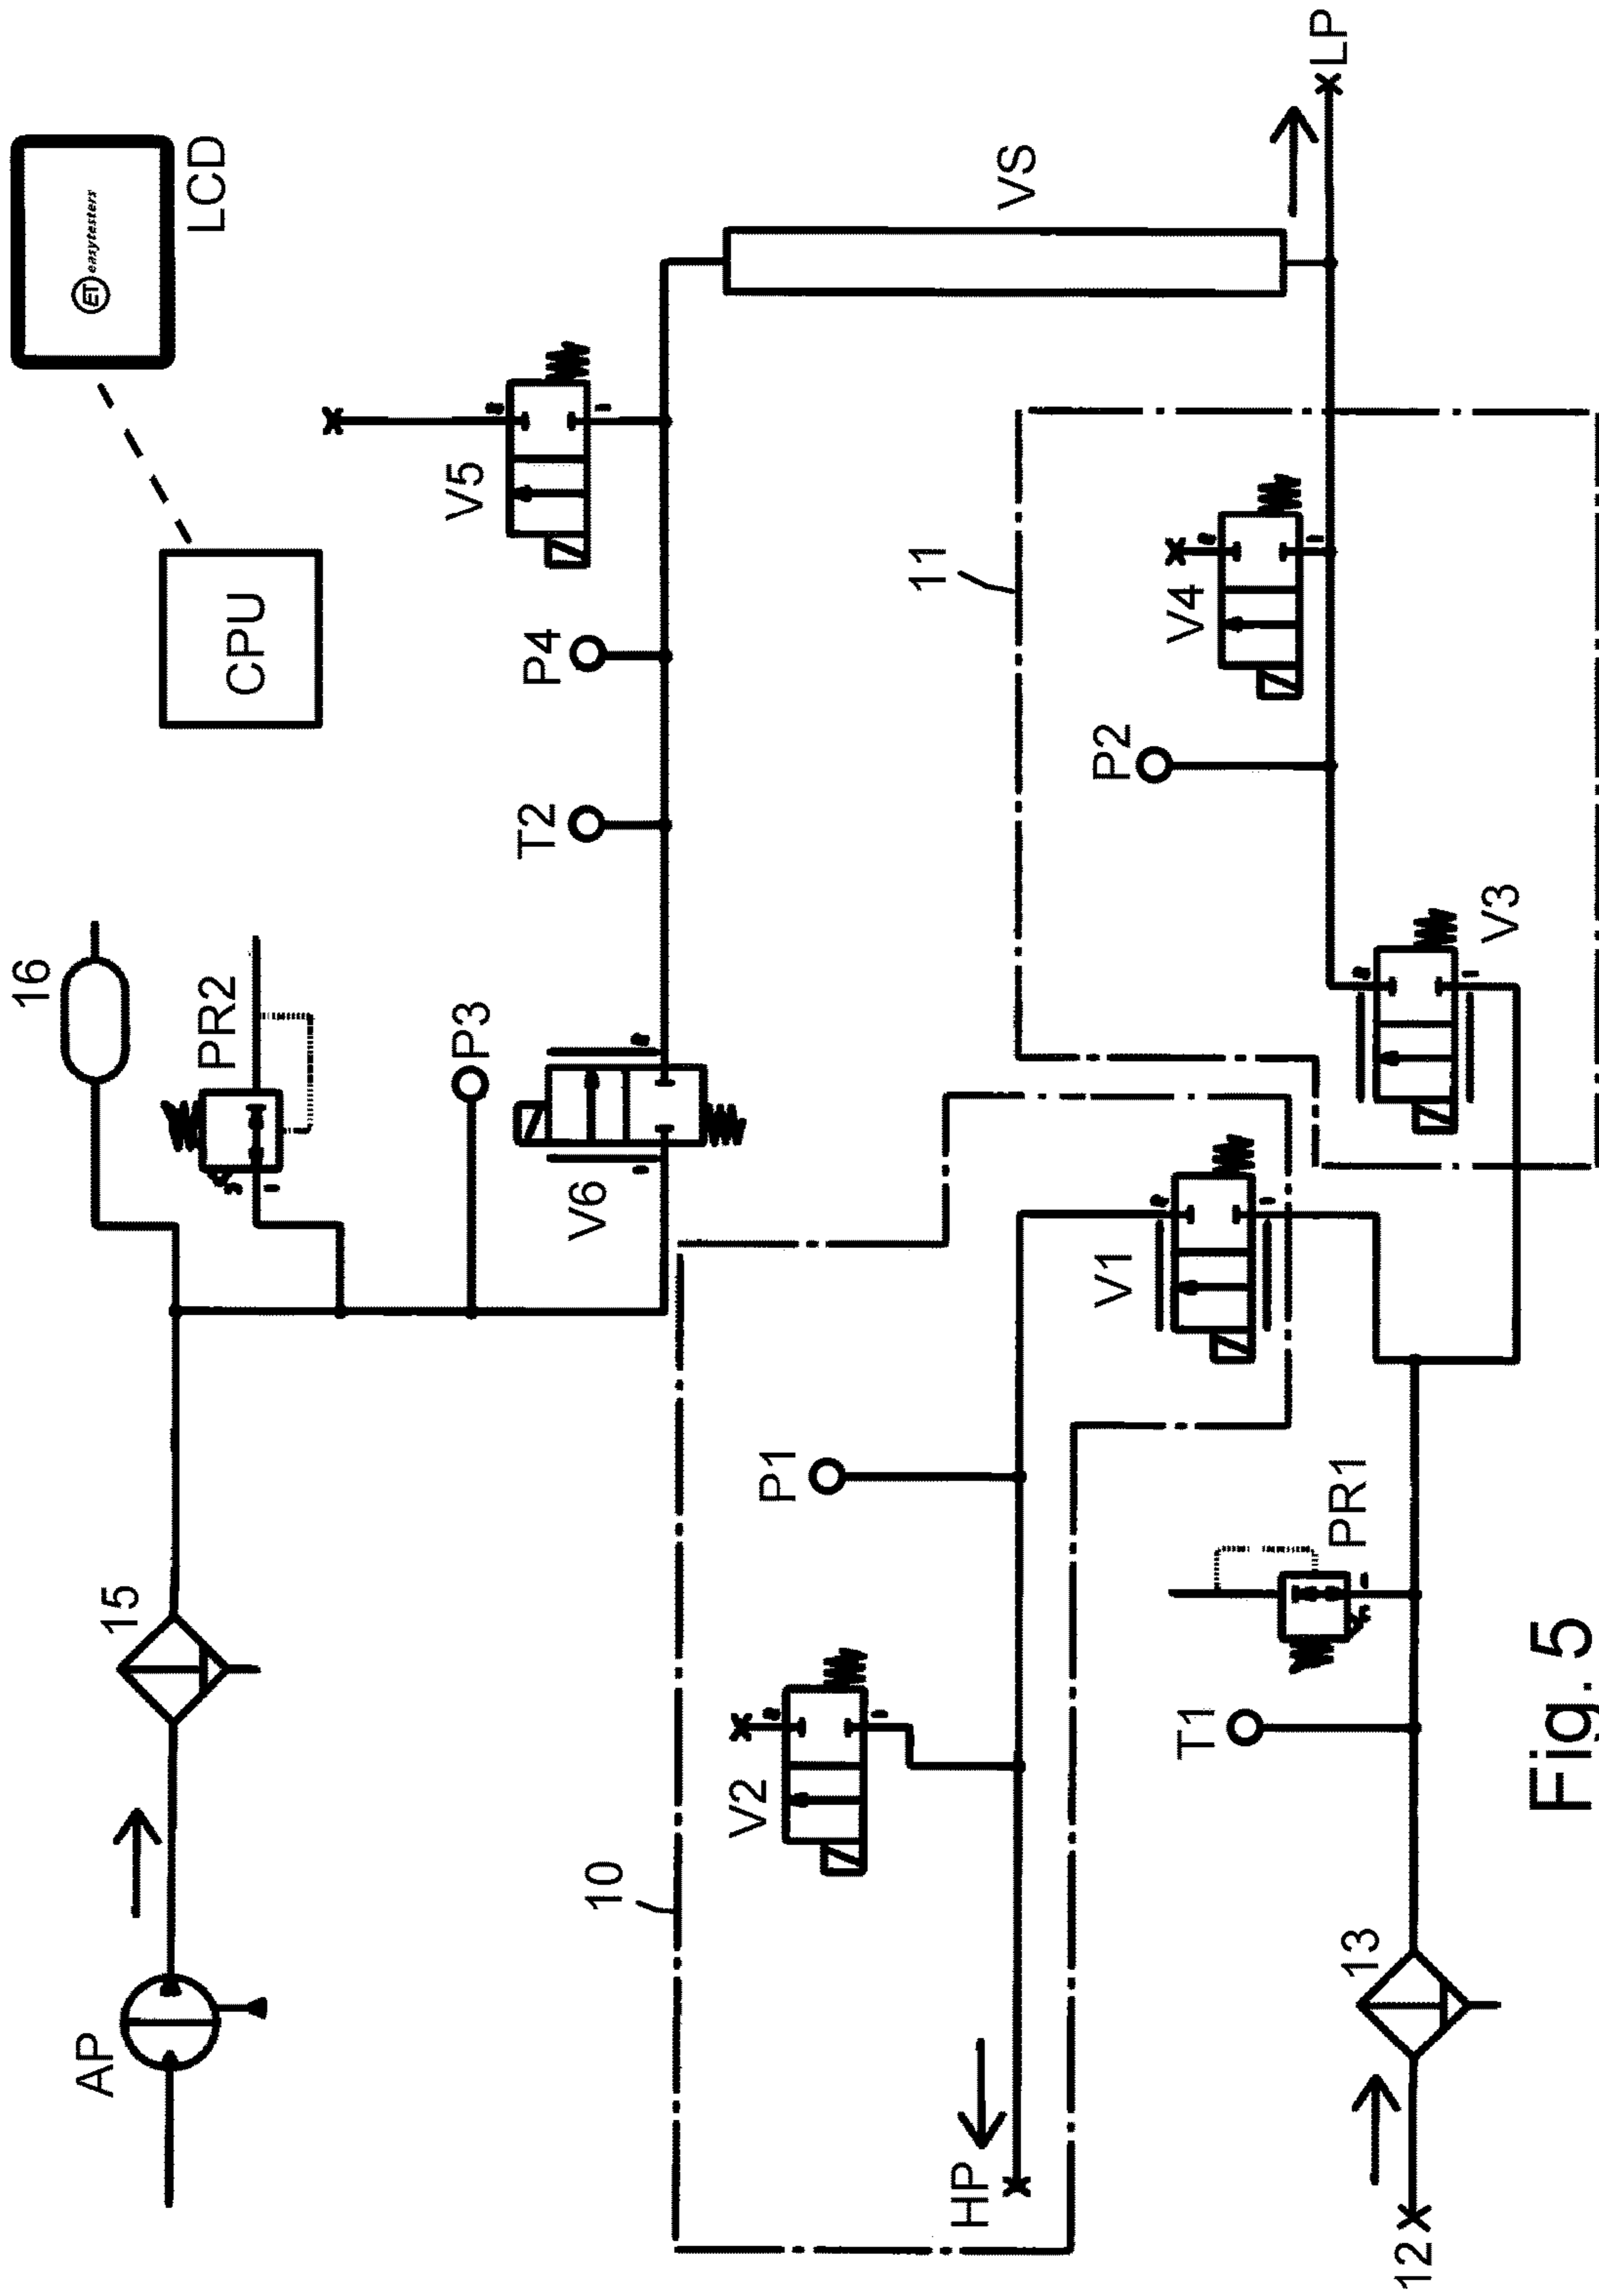 16
AP
15
ET easytesters
LCD
PR2
CPU
P3
V5
T2
P4
V6
10
V2
P1
11
HP
VS
V1
P2
V4
T1
PR1
LP
13
12
V3
Fig. 5